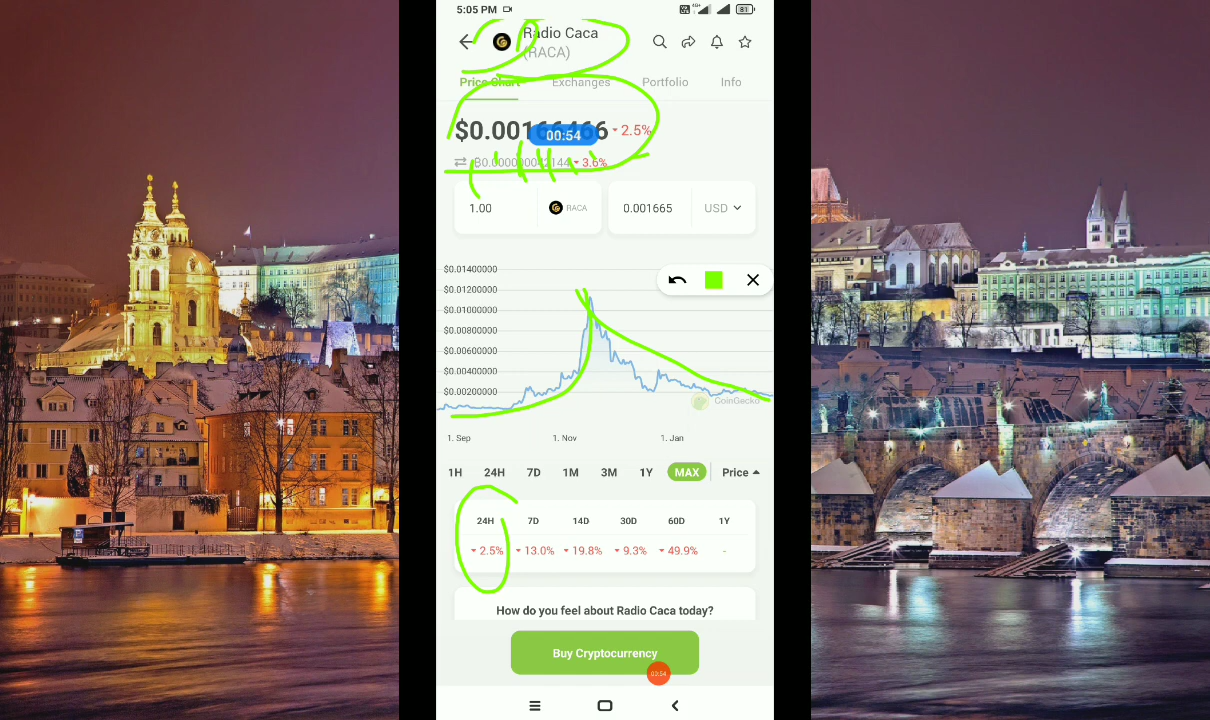 5:05 PM
4G+
81
Radio Caca
(RACA)
Price Chart Exchanges Portfolio Info
$0.00166466 2.5%
00:54
3.6%
1.00 RACA 0.001665 USD
$0.01400000
$0.01200000
$0.01000000
$0.00800000
$0.00600000
$0.00400000
$0.00200000
CoinGecko
1. Sep 1. Nov 1. Jan
1H 24H 7D 1M 3M 1Y MAX Price
24H 7D 14D 30D 60D 1Y
2.5% 13.0% 19.8% 9.3% 49.9% -
How do you feel about Radio Caca today?
Buy Cryptocurrency